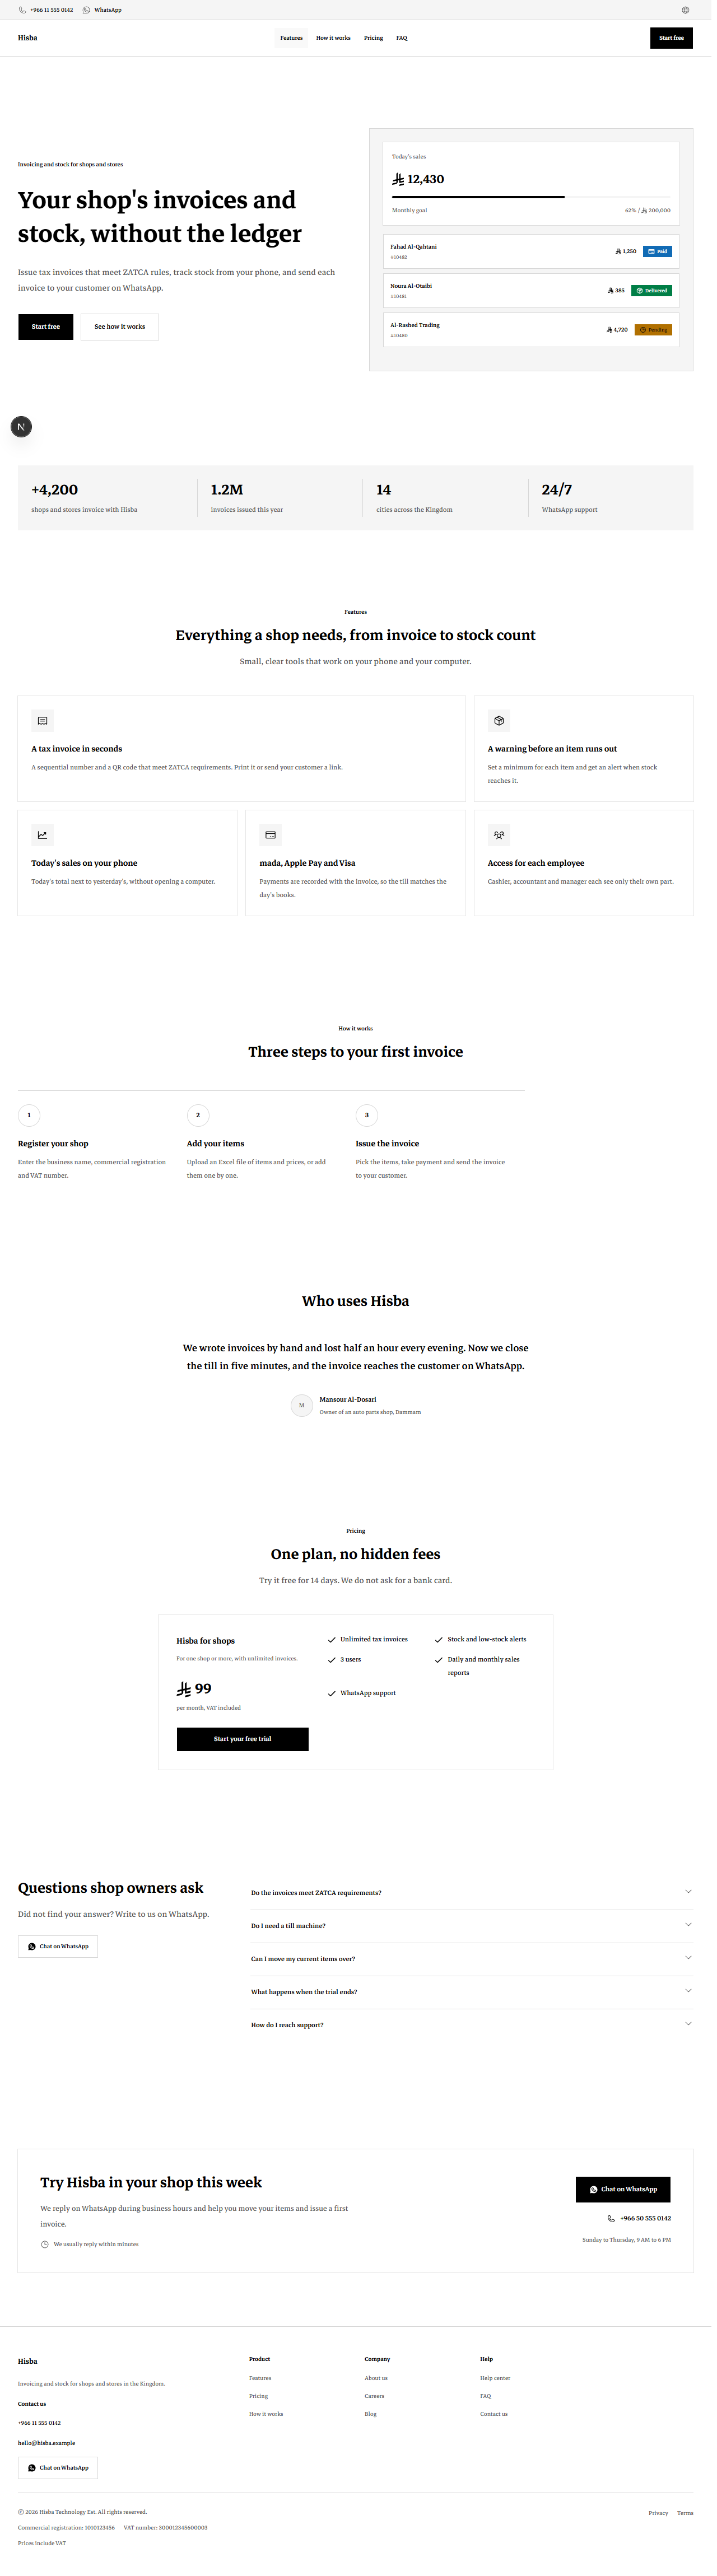 +966 11 555 0142 WhatsApp
Hisba
Features How it works Pricing FAQ
Start free
Invoicing and stock for shops and stores
Your shop's invoices and
stock, without the ledger
Issue tax invoices that meet ZATCA rules, track stock from your phone, and send each
invoice to your customer on WhatsApp.
Start free
See how it works
Today's sales
12,430
Monthly goal
62% / 200,000
Fahad Al-Qahtani
#10482
1,250
Paid
Noura Al-Otaibi
#10481
385
Delivered
Al-Rashed Trading
#10480
4,720
Pending
N
+4,200
shops and stores invoice with Hisba
1.2M
invoices issued this year
14
cities across the Kingdom
24/7
WhatsApp support
Features
Everything a shop needs, from invoice to stock count
Small, clear tools that work on your phone and your computer.
A tax invoice in seconds
A sequential number and a QR code that meet ZATCA requirements. Print it or send your customer a link.
A warning before an item runs out
Set a minimum for each item and get an alert when stock
reaches it.
Today's sales on your phone
Today's total next to yesterday's, without opening a computer.
mada, Apple Pay and Visa
Payments are recorded with the invoice, so the till matches the
day's books.
Access for each employee
Cashier, accountant and manager each see only their own part.
How it works
Three steps to your first invoice
1
Register your shop
Enter the business name, commercial registration
and VAT number.
2
Add your items
Upload an Excel file of items and prices, or add
them one by one.
3
Issue the invoice
Pick the items, take payment and send the invoice
to your customer.
Who uses Hisba
We wrote invoices by hand and lost half an hour every evening. Now we close
the till in five minutes, and the invoice reaches the customer on WhatsApp.
M
Mansour Al-Dosari
Owner of an auto parts shop, Dammam
Pricing
One plan, no hidden fees
Try it free for 14 days. We do not ask for a bank card.
Hisba for shops
For one shop or more, with unlimited invoices.
99
per month, VAT included
Start your free trial
Unlimited tax invoices
Stock and low-stock alerts
3 users
Daily and monthly sales
reports
WhatsApp support
Questions shop owners ask
Did not find your answer? Write to us on WhatsApp.
Chat on WhatsApp
Do the invoices meet ZATCA requirements?
Do I need a till machine?
Can I move my current items over?
What happens when the trial ends?
How do I reach support?
Try Hisba in your shop this week
We reply on WhatsApp during business hours and help you move your items and issue a first
invoice.
We usually reply within minutes
Chat on WhatsApp
+966 50 555 0142
Sunday to Thursday, 9 AM to 6 PM
Hisba
Invoicing and stock for shops and stores in the Kingdom.
Contact us
+966 11 555 0142
hello@hisba.example
Chat on WhatsApp
Product
Features
Pricing
How it works
Company
About us
Careers
Blog
Help
Help center
FAQ
Contact us
© 2026 Hisba Technology Est. All rights reserved.
Commercial registration: 1010123456 VAT number: 300012345600003
Prices include VAT
Privacy Terms